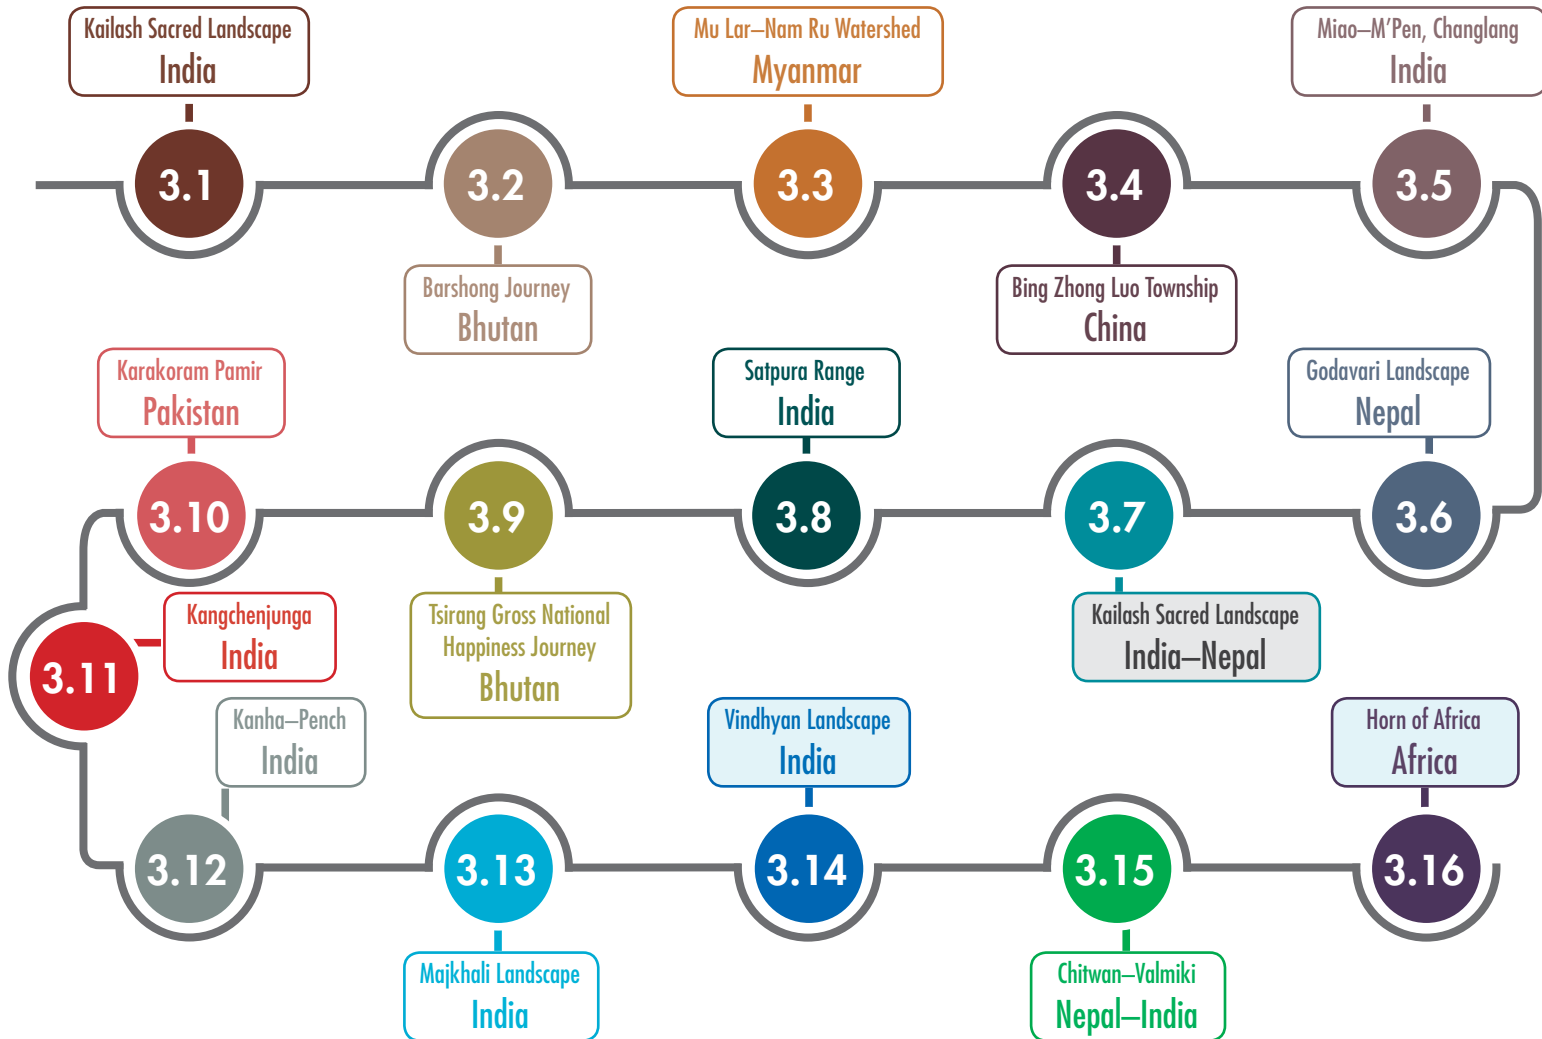 Kailash Sacred Landscape
India
3.1
3.2
Barshong Journey
Bhutan
Mu Lar–Nam Ru Watershed
Myanmar
3.3
3.4
Bing Zhong Luo Township
China
Miao–M'Pen, Changlang
India
3.5
Godavari Landscape
Nepal
3.6
3.7
Kailash Sacred Landscape
India–Nepal
Satpura Range
India
3.8
3.9
Tsirang Gross National
Happiness Journey
Bhutan
Karakoram Pamir
Pakistan
3.10
3.11
Kangchenjunga
India
Kanha–Pench
India
3.12
3.13
Majkhali Landscape
India
Vindhyan Landscape
India
3.14
3.15
Chitwan–Valmiki
Nepal–India
Horn of Africa
Africa
3.16